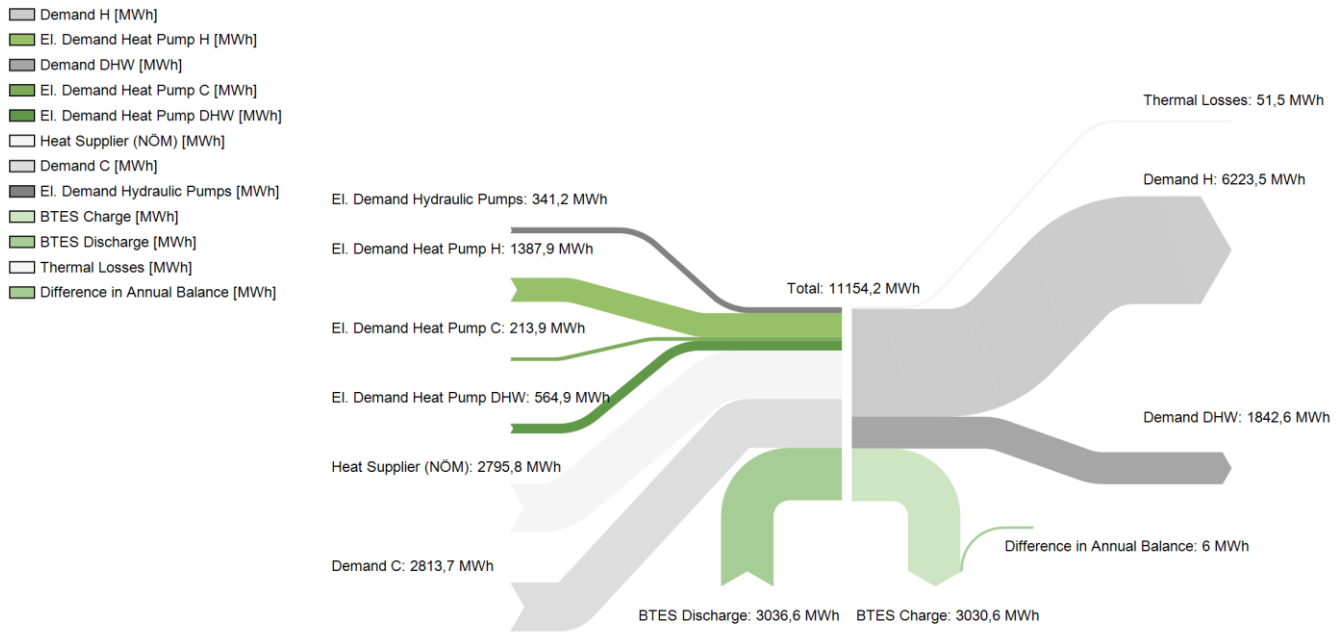 Demand H [MWh]
El. Demand Heat Pump H [MWh]
Demand DHW [MWh]
El. Demand Heat Pump C [MWh]
El. Demand Heat Pump DHW [MWh]
Heat Supplier (NÖM) [MWh]
Demand C [MWh]
El. Demand Hydraulic Pumps [MWh]
BTES Charge [MWh]
BTES Discharge [MWh]
Thermal Losses [MWh]
Difference in Annual Balance [MWh]
El. Demand Hydraulic Pumps: 341,2 MWh
El. Demand Heat Pump H: 1387,9 MWh
El. Demand Heat Pump C: 213,9 MWh
El. Demand Heat Pump DHW: 564,9 MWh
Heat Supplier (NÖM): 2795,8 MWh
Demand C: 2813,7 MWh
Total: 11154,2 MWh
BTES Discharge: 3036,6 MWh
BTES Charge: 3030,6 MWh
Thermal Losses: 51,5 MWh
Demand H: 6223,5 MWh
Demand DHW: 1842,6 MWh
Difference in Annual Balance: 6 MWh